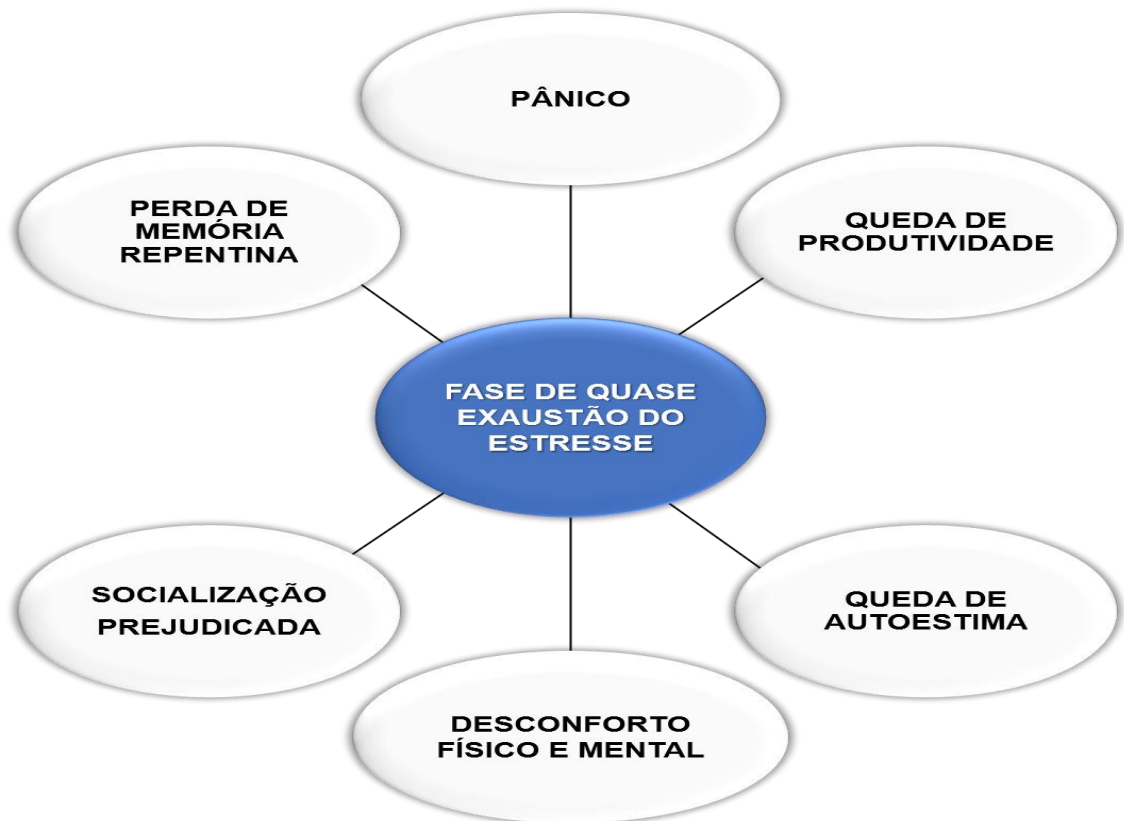 PÂNICO
PERDA DE
MEMÓRIA
REPENTINA
QUEDA DE
PRODUTIVIDADE
FASE DE QUASE
EXAUSTÃO DO
ESTRESSE
SOCIALIZAÇÃO
PREJUDICADA
QUEDA DE
AUTOESTIMA
DESCONFORTO
FÍSICO E MENTAL